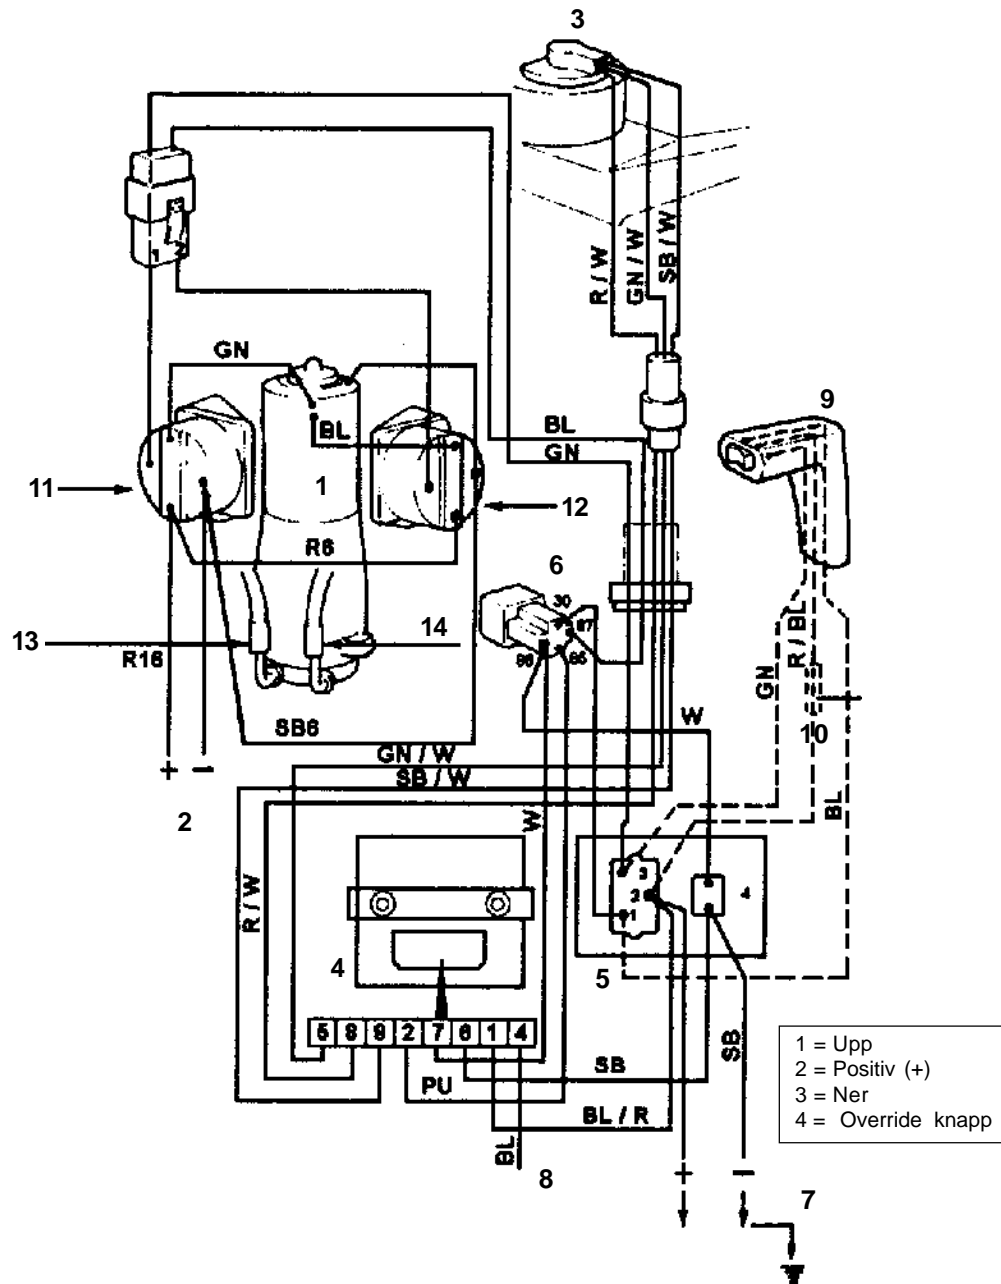 3
1 2
R / W
GN / W
SB / W
GN
9
BL
BL
GN
11
1
12
R6
6
30
87
86
85
13
14
R16
GN
R / BL
SB6
W
10
GN / W
SB / W
+ −
2
W
BL
R / W
3
2
1
4
4
5
5 8 9 2 7 6 1 4
SB
SB
PU
BL / R
BL
8
1 = Upp
2 = Positiv (+)
3 = Ner
4 = Override knapp
+ −
7